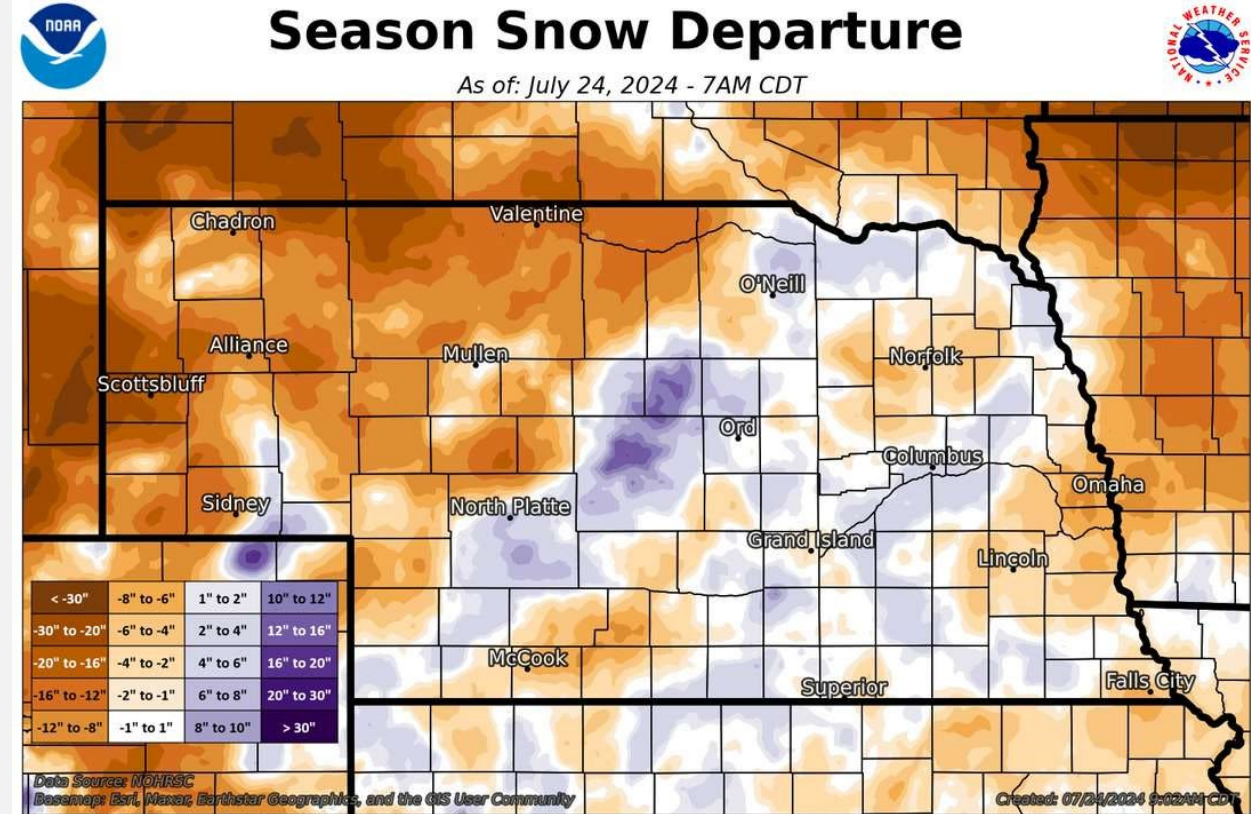 NOAA
Season Snow Departure
As of: July 24, 2024 - 7AM CDT
NATIONAL WEATHER SERVICE
Chadron
Valentine
O'Neill
Alliance
Mullen
Norfolk
Scottsbluff
Ord
Columbus
Omaha
Sidney
North Platte
Grand Island
Lincoln
McCook
Superior
Falls City
< -30" -8" to -6" 1" to 2" 10" to 12"
-30" to -20" -6" to -4" 2" to 4" 12" to 16"
-20" to -16" -4" to -2" 4" to 6" 16" to 20"
-16" to -12" -2" to -1" 6" to 8" 20" to 30"
-12" to -8" -1" to 1" 8" to 10" > 30"
Data Source: NOHRSC
Basemap: Esri, Maxar, Earthstar Geographics, and the GIS User Community
Created: 07/24/2024 9:02AM CDT